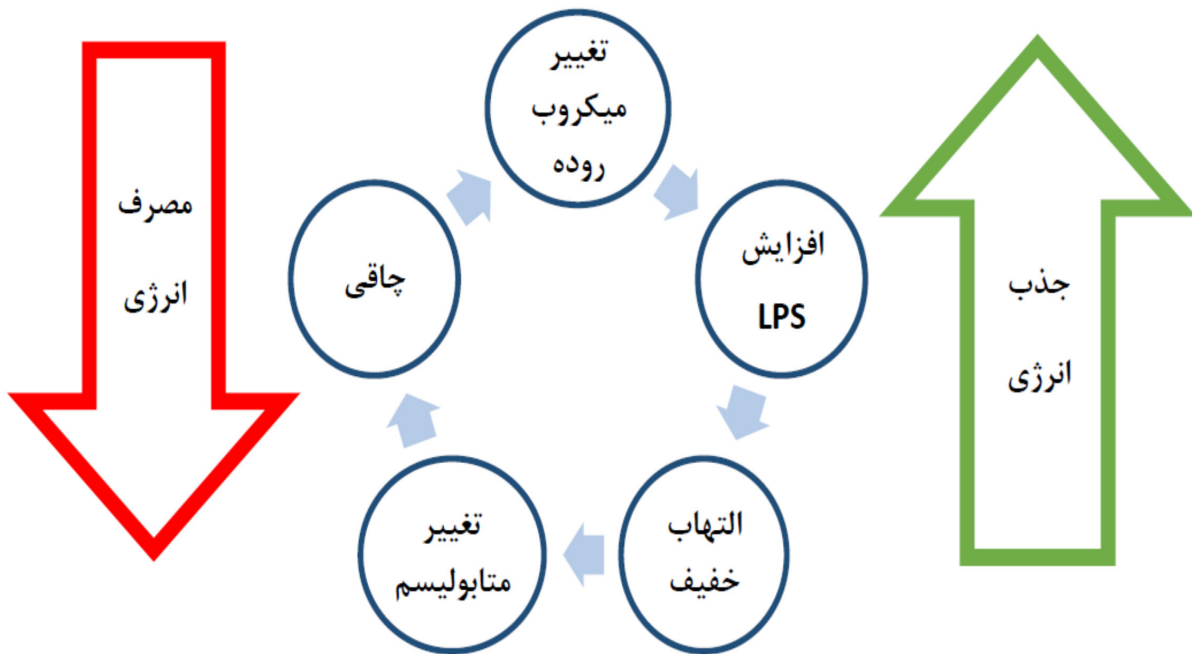 تغییر
میکروب
روده
افزایش
LPS
التهاب
خفیف
تغییر
متابولیسم
چاقی
مصرف
انرژی
جذب
انرژی